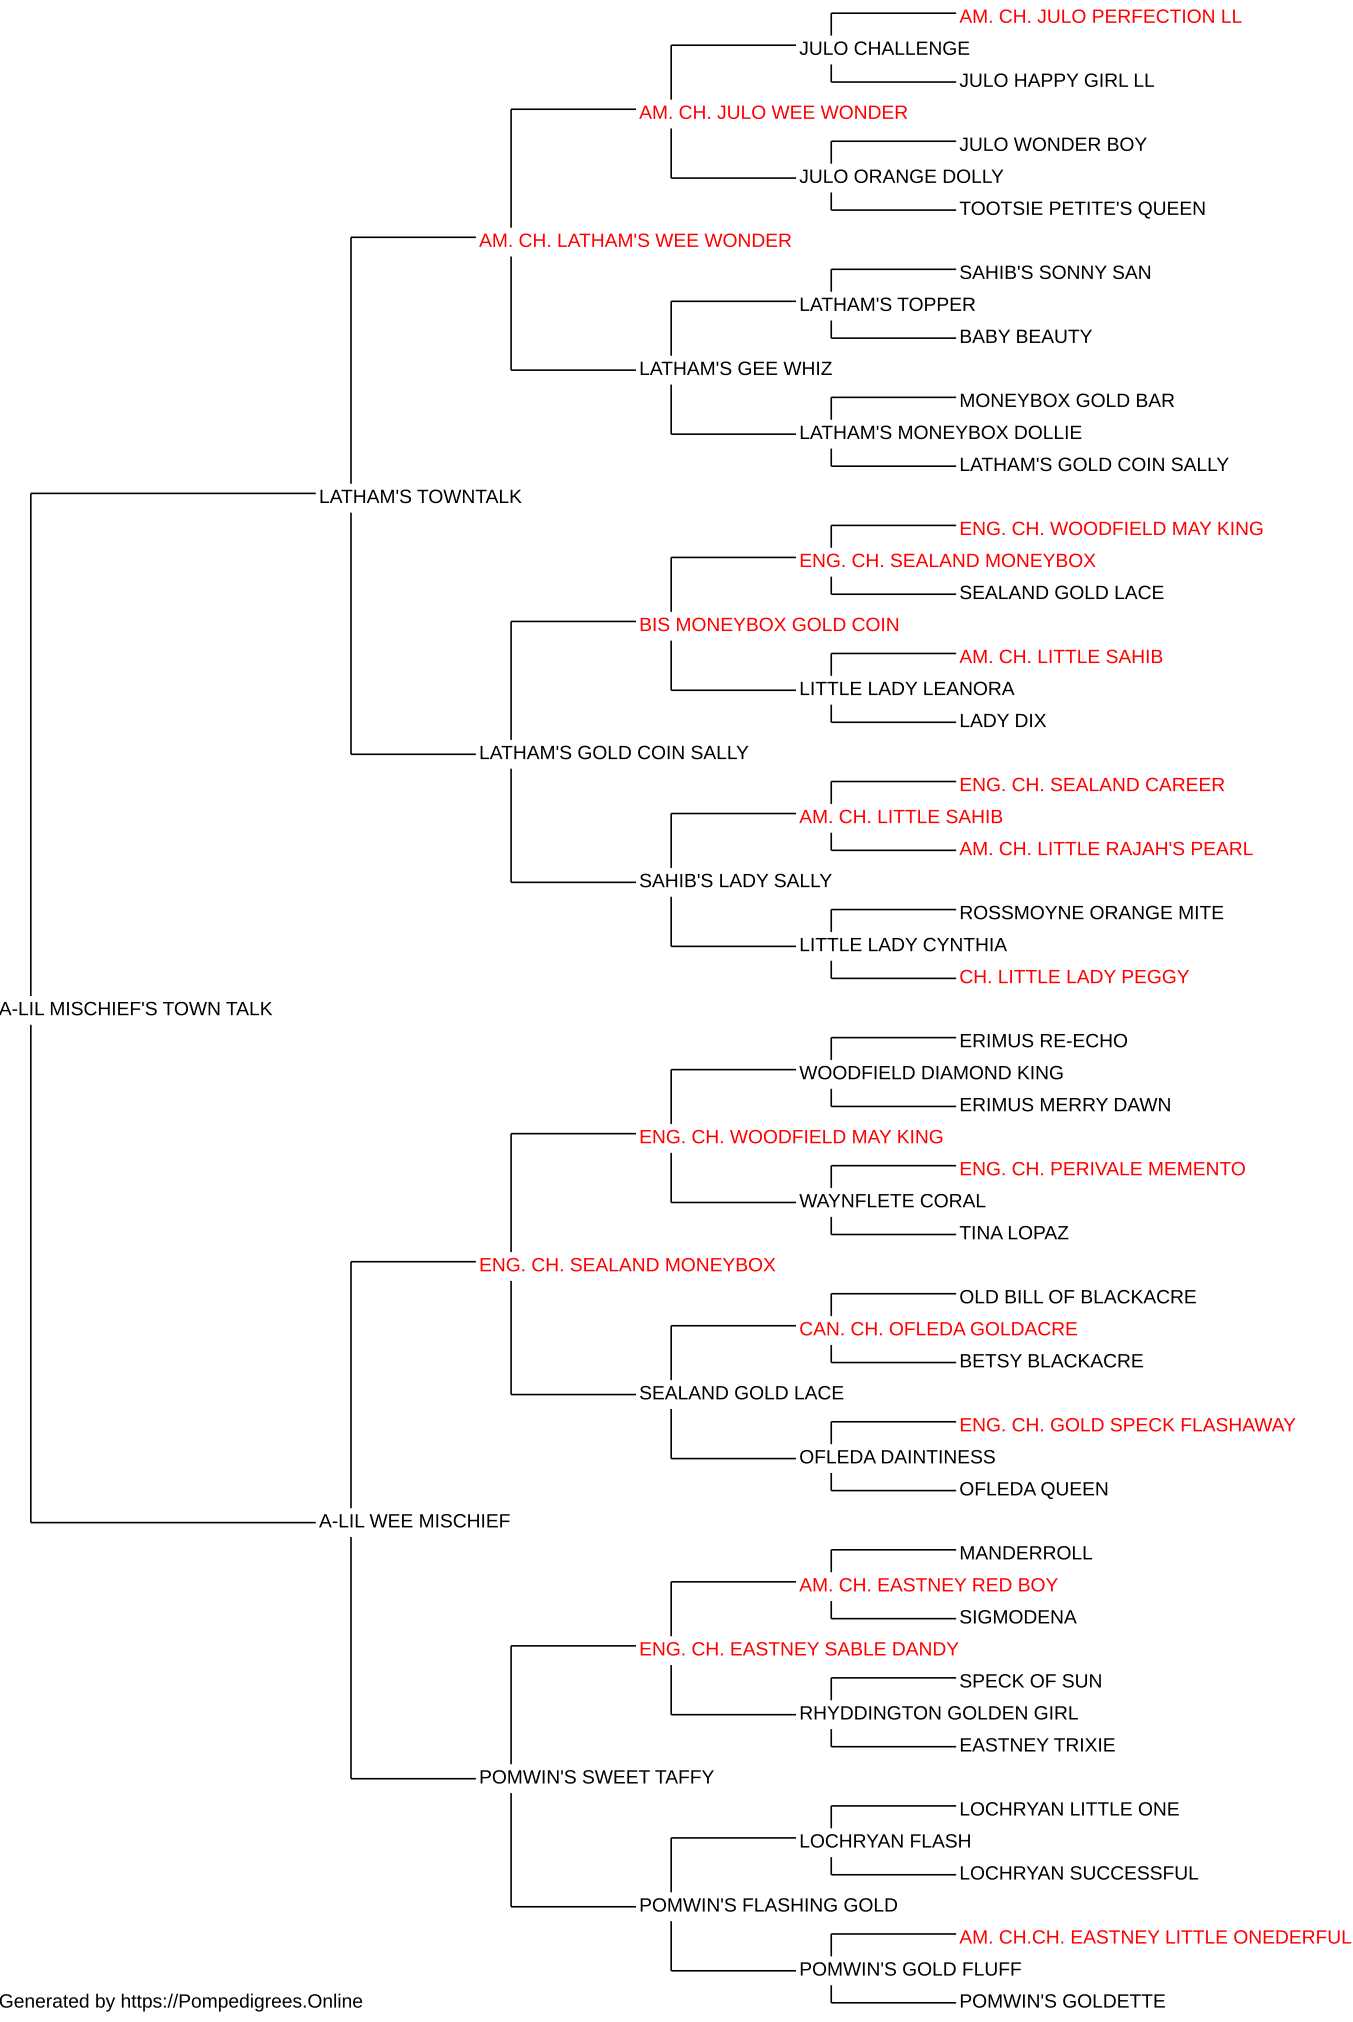 AM. CH. JULO PERFECTION LL
JULO CHALLENGE
JULO HAPPY GIRL LL
AM. CH. JULO WEE WONDER
JULO WONDER BOY
JULO ORANGE DOLLY
TOOTSIE PETITE'S QUEEN
AM. CH. LATHAM'S WEE WONDER
SAHIB'S SONNY SAN
LATHAM'S TOPPER
BABY BEAUTY
LATHAM'S GEE WHIZ
MONEYBOX GOLD BAR
LATHAM'S MONEYBOX DOLLIE
LATHAM'S GOLD COIN SALLY
LATHAM'S TOWNTALK
ENG. CH. WOODFIELD MAY KING
ENG. CH. SEALAND MONEYBOX
SEALAND GOLD LACE
BIS MONEYBOX GOLD COIN
AM. CH. LITTLE SAHIB
LITTLE LADY LEANORA
LADY DIX
LATHAM'S GOLD COIN SALLY
ENG. CH. SEALAND CAREER
AM. CH. LITTLE SAHIB
AM. CH. LITTLE RAJAH'S PEARL
SAHIB'S LADY SALLY
ROSSMOYNE ORANGE MITE
LITTLE LADY CYNTHIA
CH. LITTLE LADY PEGGY
A-LIL MISCHIEF'S TOWN TALK
ERIMUS RE-ECHO
WOODFIELD DIAMOND KING
ERIMUS MERRY DAWN
ENG. CH. WOODFIELD MAY KING
ENG. CH. PERIVALE MEMENTO
WAYNFLETE CORAL
TINA LOPAZ
ENG. CH. SEALAND MONEYBOX
OLD BILL OF BLACKACRE
CAN. CH. OFLEDA GOLDACRE
BETSY BLACKACRE
SEALAND GOLD LACE
ENG. CH. GOLD SPECK FLASHAWAY
OFLEDA DAINTINESS
OFLEDA QUEEN
A-LIL WEE MISCHIEF
MANDERROLL
AM. CH. EASTNEY RED BOY
SIGMODENA
ENG. CH. EASTNEY SABLE DANDY
SPECK OF SUN
RHYDDINGTON GOLDEN GIRL
EASTNEY TRIXIE
POMWIN'S SWEET TAFFY
LOCHRYAN LITTLE ONE
LOCHRYAN FLASH
LOCHRYAN SUCCESSFUL
POMWIN'S FLASHING GOLD
AM. CH.CH. EASTNEY LITTLE ONEDERFUL
POMWIN'S GOLD FLUFF
POMWIN'S GOLDETTE
Generated by https://Pompedigrees.Online